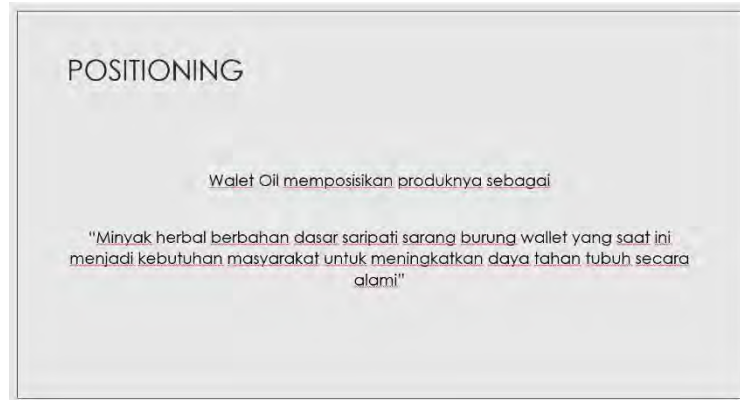 POSITIONING
Walet Oil memposisikan produknya sebagai
“Minyak herbal berbahan dasar saripati sarang burung wallet yang saat ini
menjadi kebutuhan masyarakat untuk meningkatkan daya tahan tubuh secara
alami”